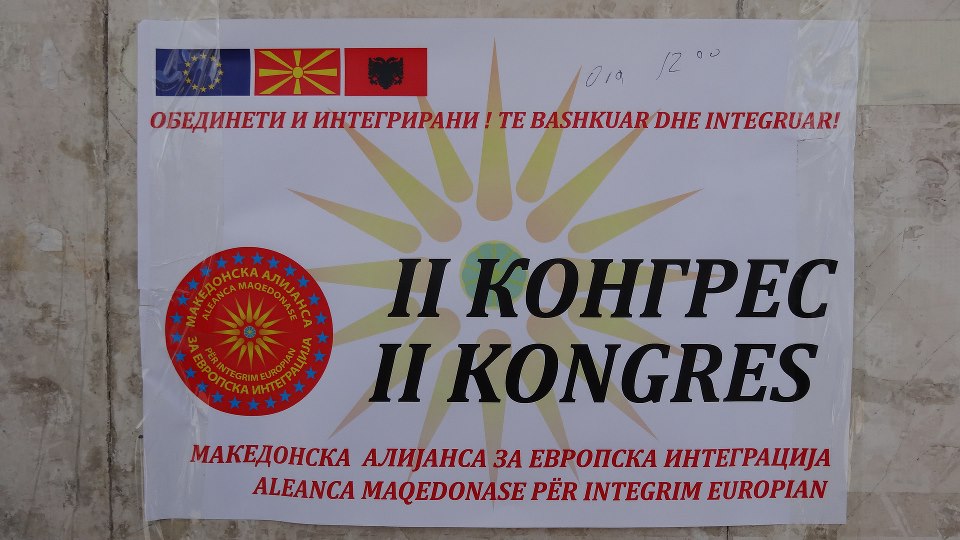 12 00
ОБЕДИНЕТИ И ИНТЕГРИРАНИ ! TE BASHKUAR DHE INTEGRUAR!
МАКЕДОНСКА АЛИЈАНСА
ALEANCA MAQEDONASE
PËR INTEGRIM EUROPIAN
ЗА ЕВРОПСКА ИНТЕГРАЦИЈА
II КОНГРЕС
II KONGRES
МАКЕДОНСКА АЛИЈАНСА ЗА ЕВРОПСКА ИНТЕГРАЦИЈА
ALEANCA MAQEDONASE PËR INTEGRIM EUROPIAN